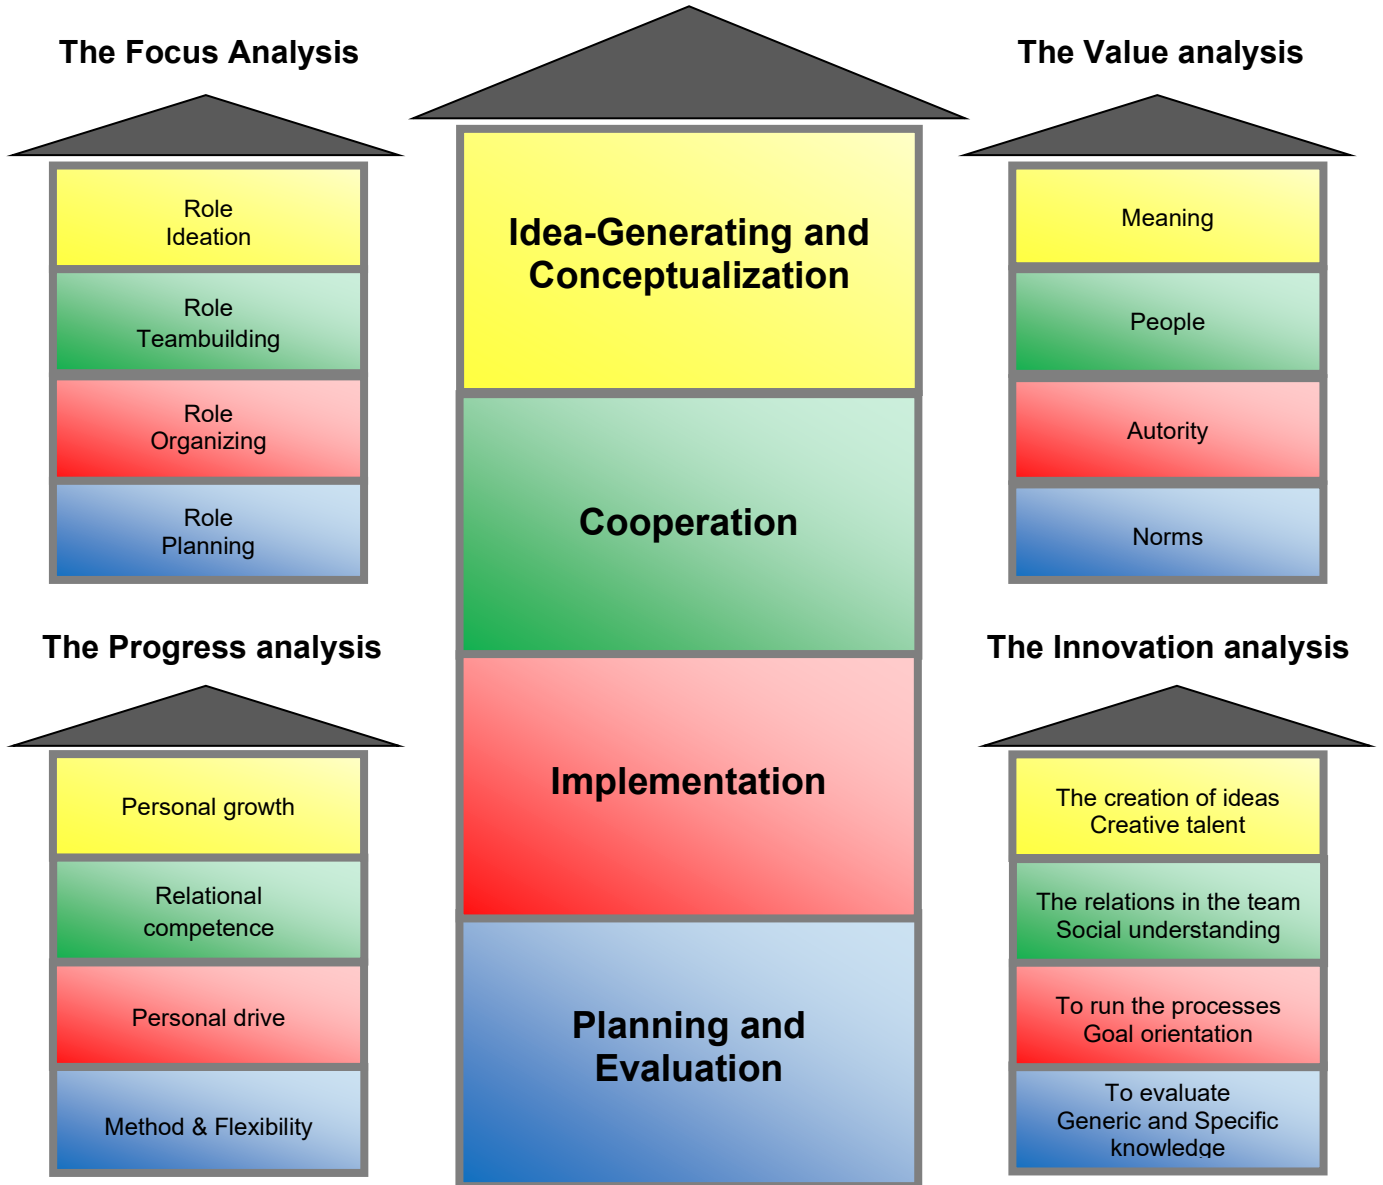 The Focus Analysis
Role
Ideation
Role
Teambuilding
Role
Organizing
Role
Planning
The Progress analysis
Personal growth
Relational
competence
Personal drive
Method & Flexibility
Idea-Generating and
Conceptualization
Cooperation
Implementation
Planning and
Evaluation
The Value analysis
Meaning
People
Autority
Norms
The Innovation analysis
The creation of ideas
Creative talent
The relations in the team
Social understanding
To run the processes
Goal orientation
To evaluate
Generic and Specific
knowledge